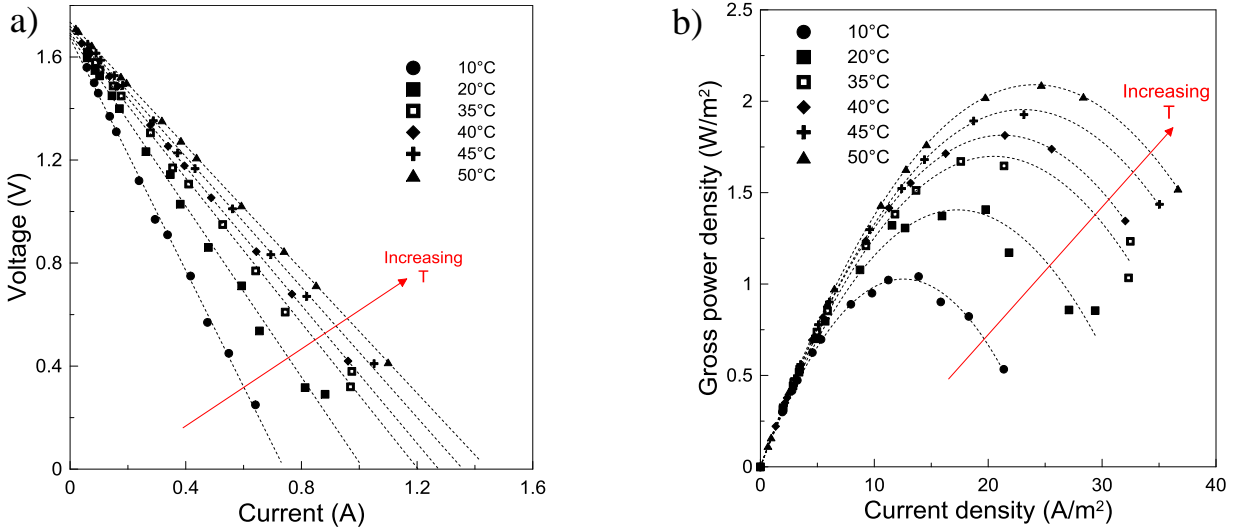 a)
Voltage (V)
1.6
1.2
0.8
0.4
0
0
0.4
0.8
1.2
1.6
Current (A)
10°C
20°C
35°C
40°C
45°C
50°C
Increasing
T
b)
Gross power density (W/m²)
2.5
2
1.5
1
0.5
0
0
10
20
30
40
Current density (A/m²)
10°C
20°C
35°C
40°C
45°C
50°C
Increasing
T